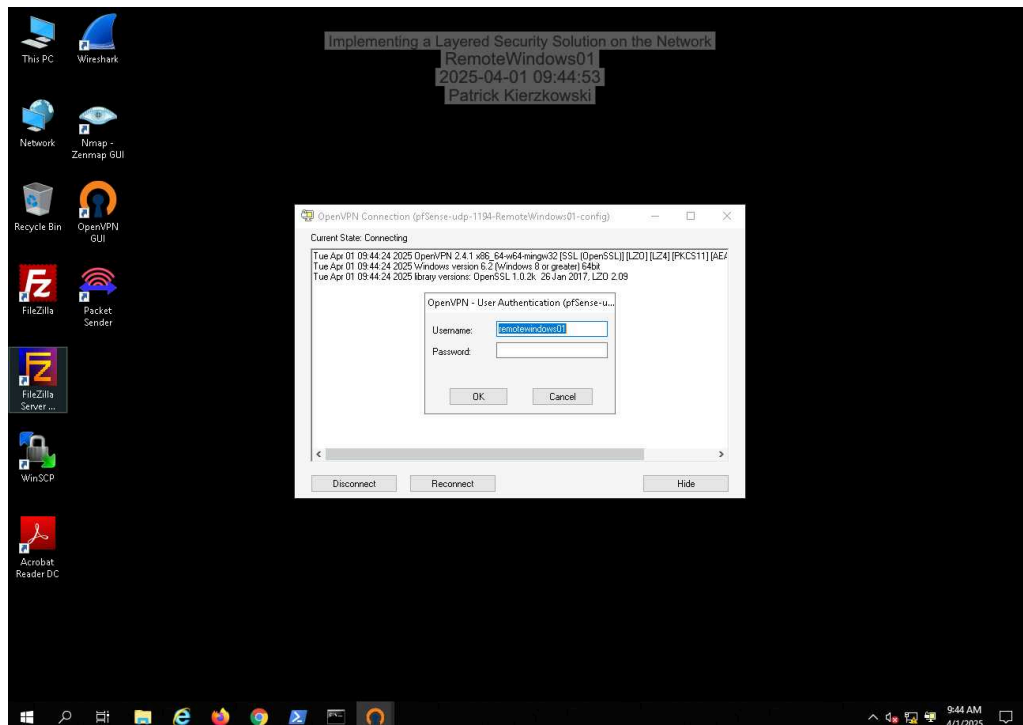 Implementing a Layered Security Solution on the Network
RemoteWindows01
2025-04-01 09:44:53
Patrick Kierzkowski
This PC
Wireshark
Network
Nmap -
Zenmap GUI
Recycle Bin
OpenVPN
GUI
FileZilla
Packet
Sender
FileZilla
Server ...
WinSCP
Acrobat
Reader DC
OpenVPN Connection (pfSense-udp-1194-RemoteWindows01-config)
Current State: Connecting
Tue Apr 01 09:44:24 2025 OpenVPN 2.4.1 x86_64-w64-mingw32 [SSL (OpenSSL)] [LZO] [LZ4] [PKCS11] [AEA
Tue Apr 01 09:44:24 2025 Windows version 6.2 (Windows 8 or greater) 64bit
Tue Apr 01 09:44:24 2025 library versions: OpenSSL 1.0.2k 26 Jan 2017, LZO 2.09
OpenVPN - User Authentication (pfSense-u...
Username: remotewindows01
Password:
OK Cancel
Disconnect Reconnect Hide
9:44 AM
4/1/2025